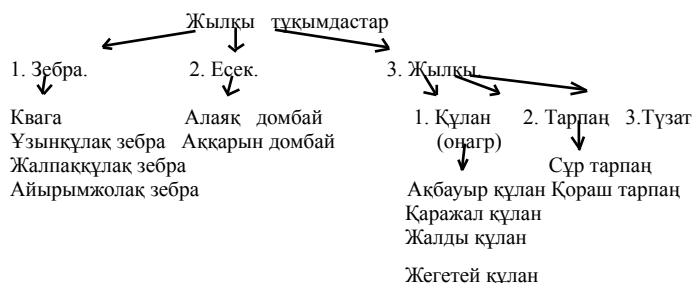 Жылқы тұқымдастар
1. Зебра. 2. Есек. 3. Жылқы.
Квага Алаяқ домбай 1. Құлан 2. Тарпаң 3.Түзат
Ұзынқұлақ зебра Аққарын домбай (онагр)
Жалпаққұлақ зебра Сұр тарпаң
Айырымжолақ зебра Ақбауыр құлан Қораш тарпаң
Қаражал құлан
Жалды құлан
Жегетей құлан